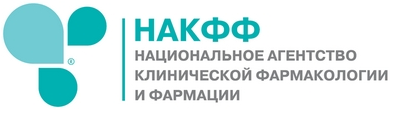 ®
НАКФФ
НАЦИОНАЛЬНОЕ АГЕНТСТВО
КЛИНИЧЕСКОЙ ФАРМАКОЛОГИИ
И ФАРМАЦИИ